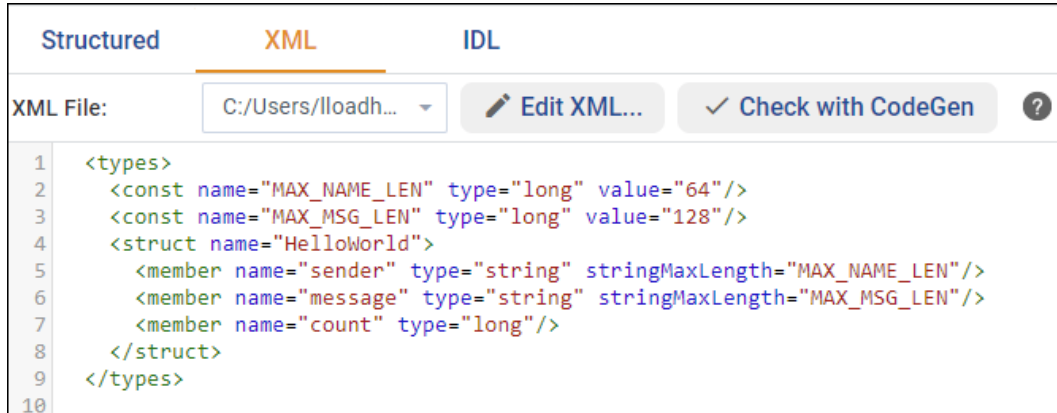 Structured XML IDL
XML File: C:/Users/lloadh... Edit XML... Check with CodeGen ?
1 <types>
2 <const name="MAX_NAME_LEN" type="long" value="64"/>
3 <const name="MAX_MSG_LEN" type="long" value="128"/>
4 <struct name="HelloWorld">
5 <member name="sender" type="string" stringMaxLength="MAX_NAME_LEN"/>
6 <member name="message" type="string" stringMaxLength="MAX_MSG_LEN"/>
7 <member name="count" type="long"/>
8 </struct>
9 </types>
10